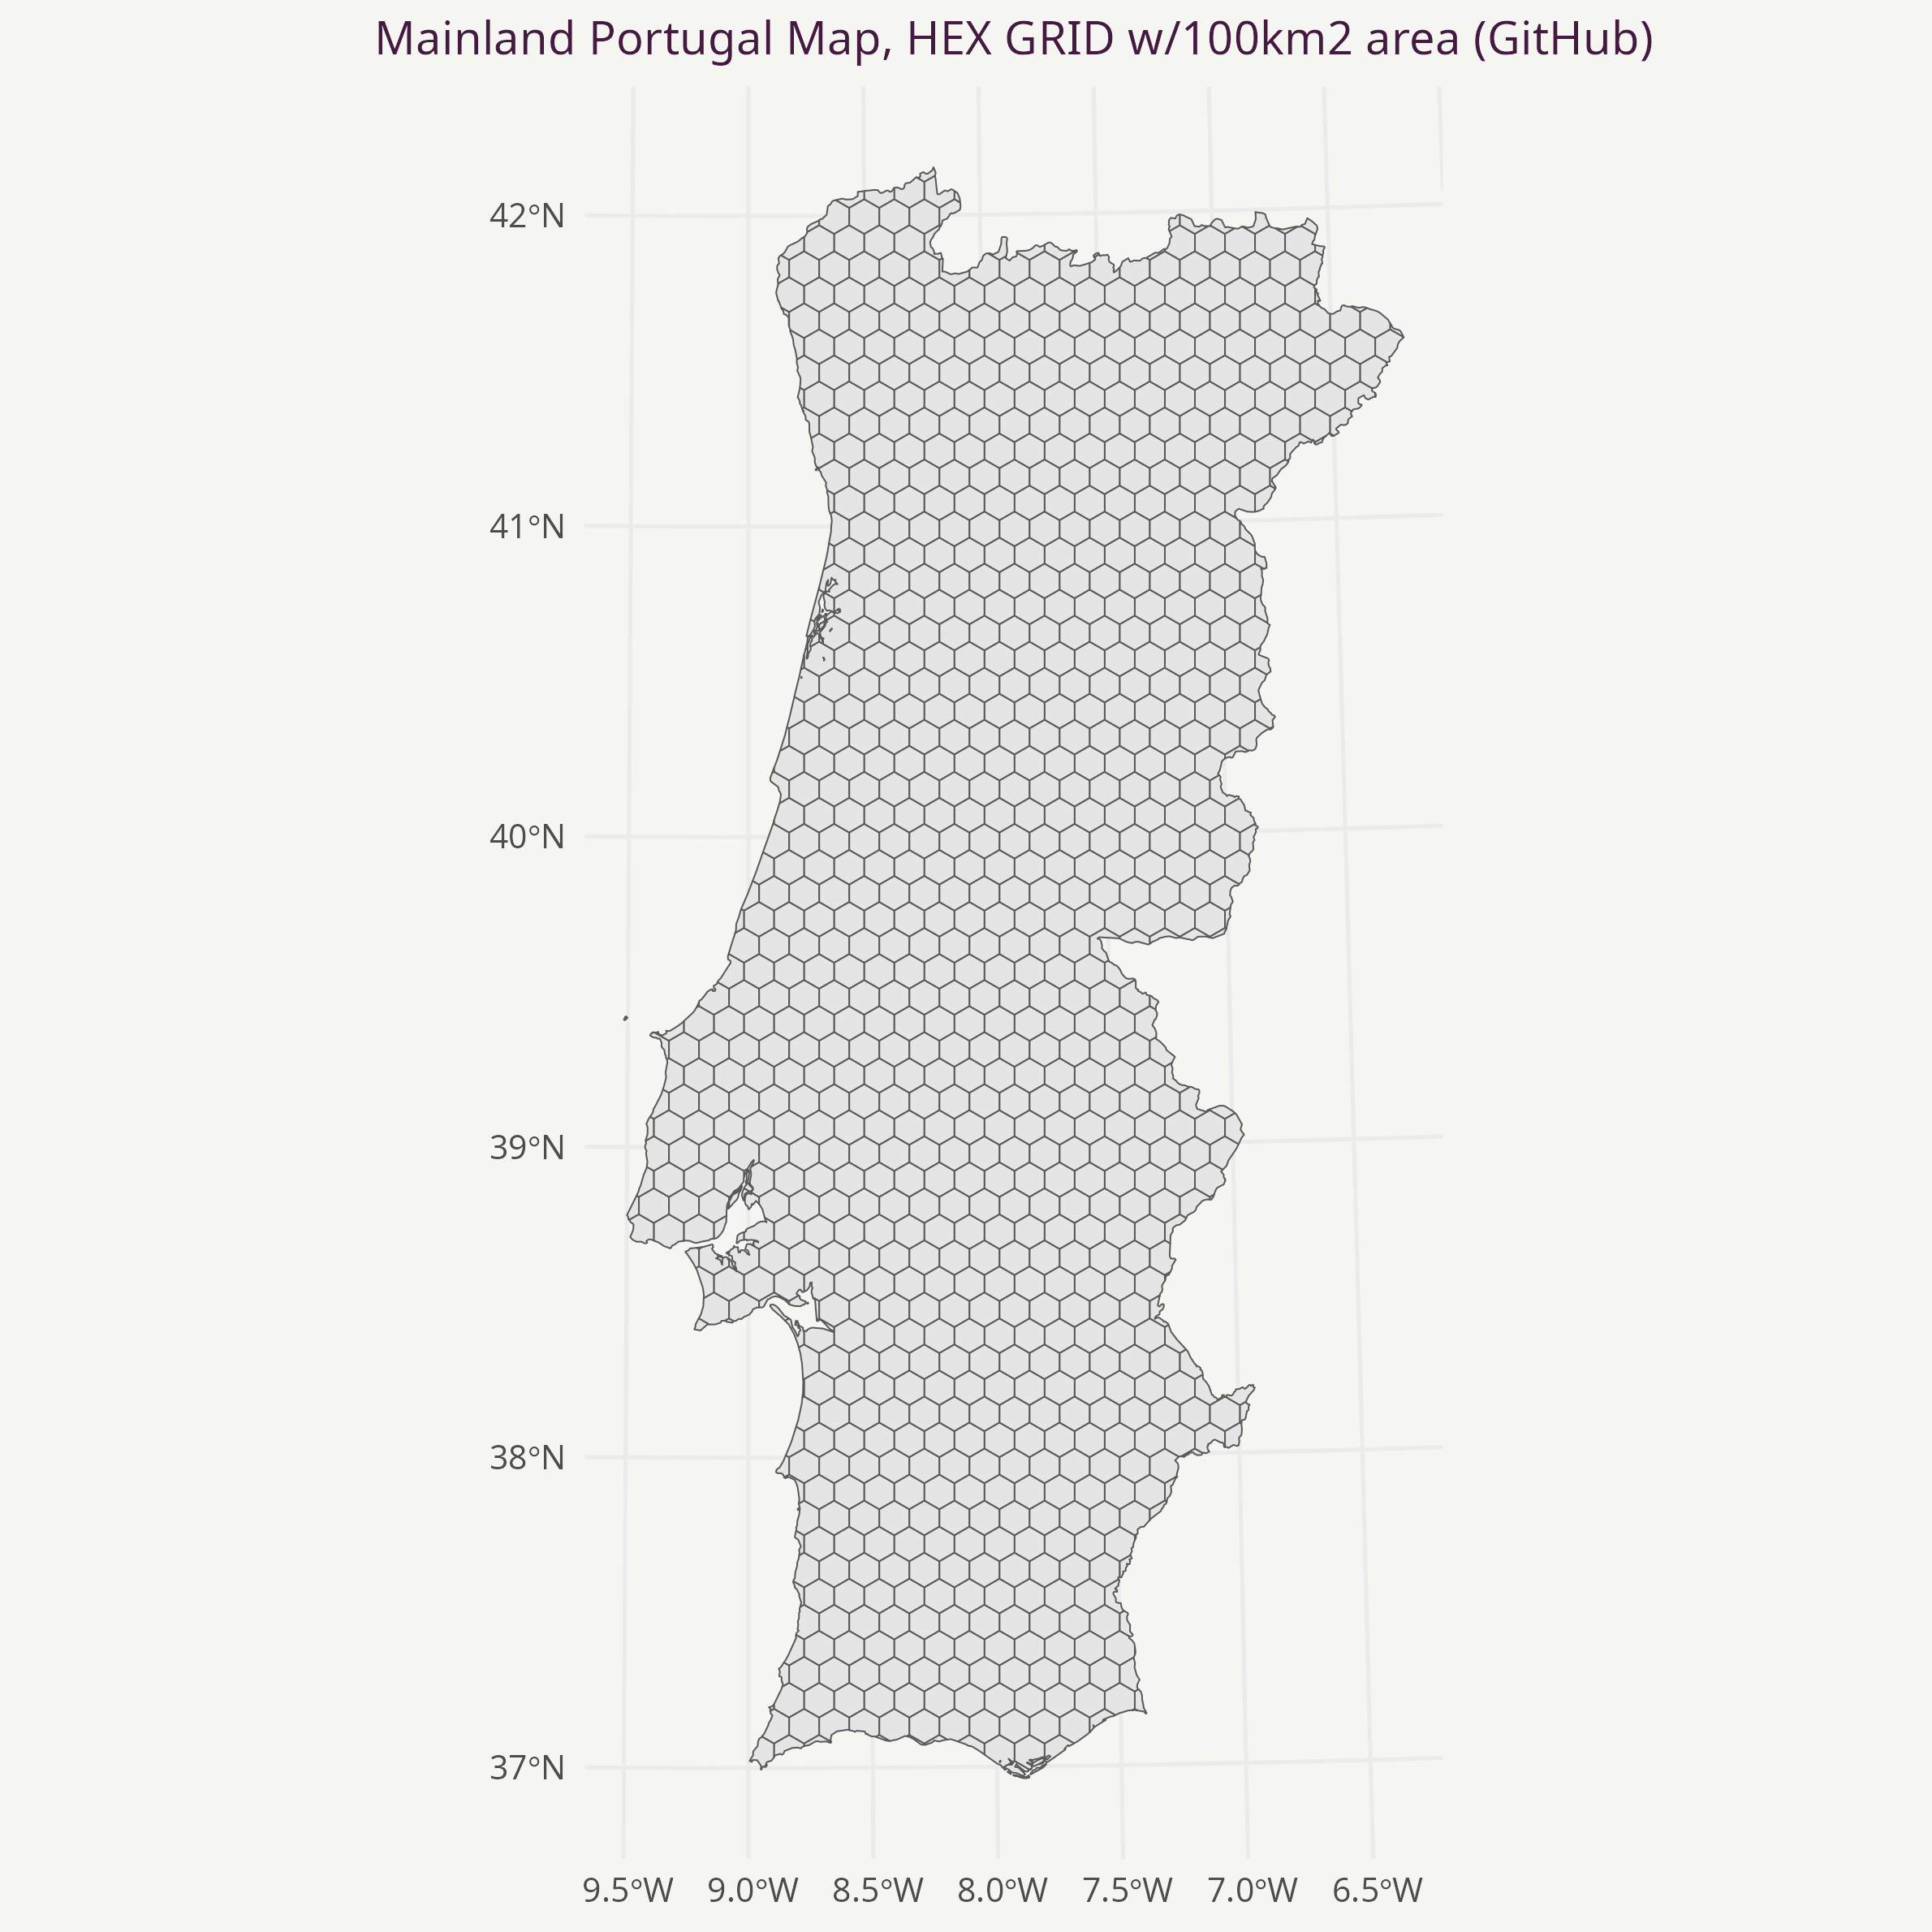 Mainland Portugal Map, HEX GRID w/100km2 area (GitHub)
42°N
41°N
40°N
39°N
38°N
37°N
9.5°W 9.0°W 8.5°W 8.0°W 7.5°W 7.0°W 6.5°W